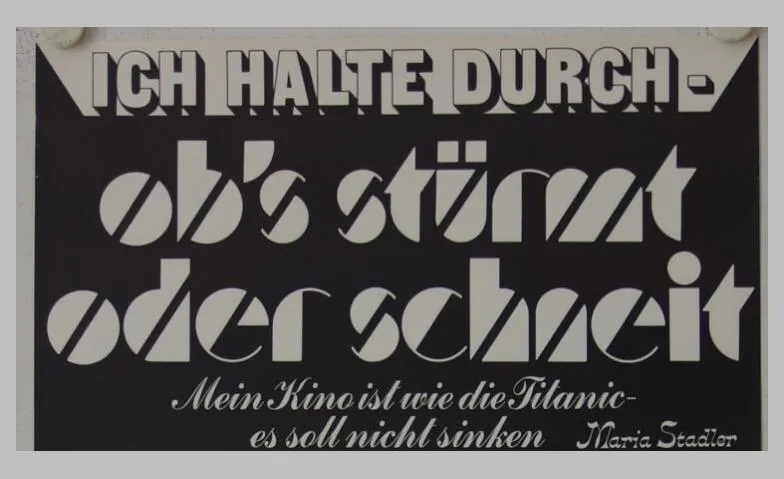 ICH HALTE DURCH-
ob's stürmt
oder schneit
Mein Kino ist wie die Titanic-
es soll nicht sinken Maria Stadler